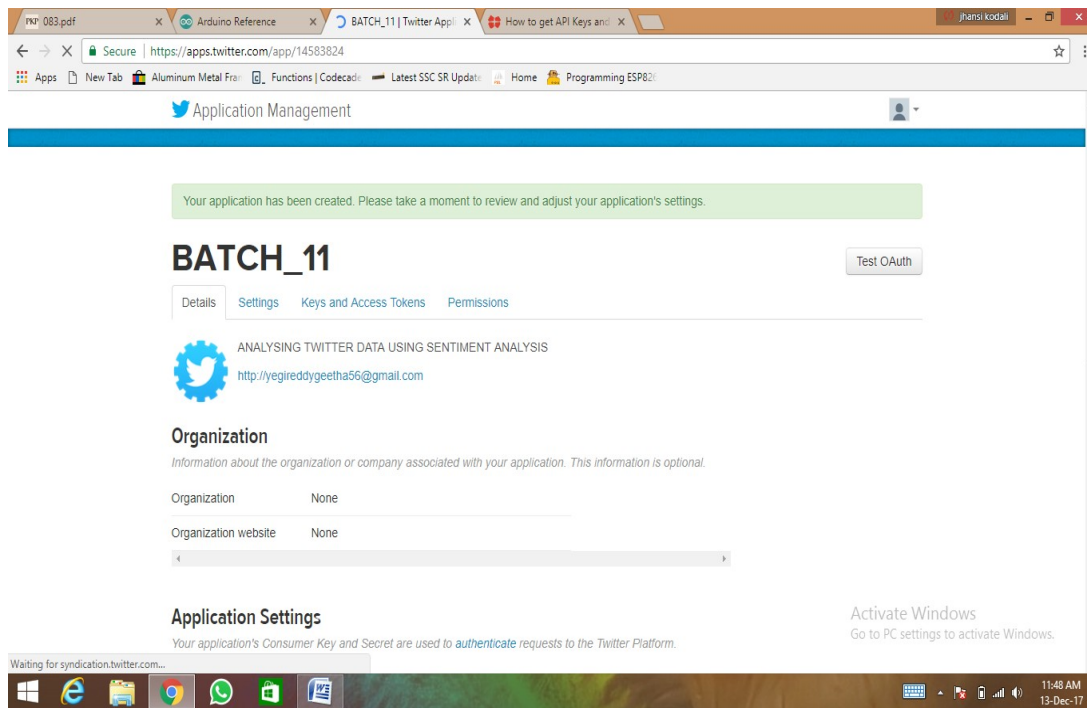 083.pdf
Arduino Reference
BATCH_11 | Twitter Appli
How to get API Keys and
jhansi kodali
Secure | https://apps.twitter.com/app/14583824
Apps New Tab Aluminum Metal Fra Functions | Codecade Latest SSC SR Update Home Programming ESP82
Application Management
Your application has been created. Please take a moment to review and adjust your application's settings.
BATCH_11
Test OAuth
Details Settings Keys and Access Tokens Permissions
ANALYSING TWITTER DATA USING SENTIMENT ANALYSIS
http://yegireddygeetha56@gmail.com
Organization
Information about the organization or company associated with your application. This information is optional.
Organization None
Organization website None
Application Settings
Your application's Consumer Key and Secret are used to authenticate requests to the Twitter Platform.
Activate Windows
Go to PC settings to activate Windows.
Waiting for syndication.twitter.com...
11:48 AM
13-Dec-17